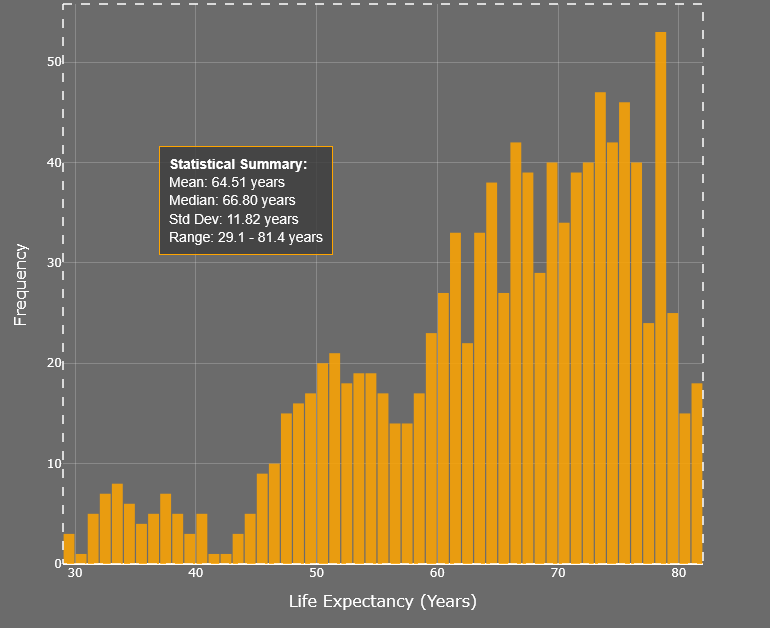 50
40
Statistical Summary:
Mean: 64.51 years
Median: 66.80 years
Std Dev: 11.82 years
Range: 29.1 - 81.4 years
30
Frequency
20
10
0
30 40 50 60 70 80
Life Expectancy (Years)